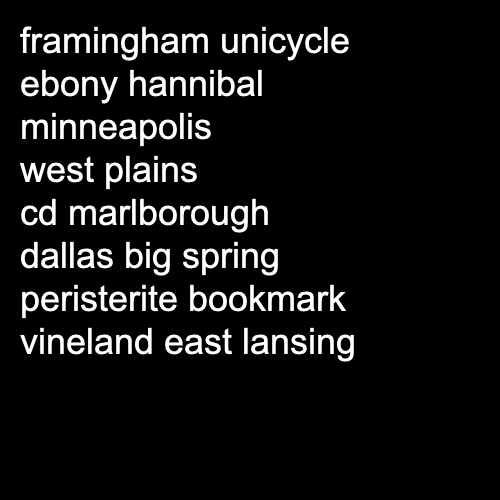 framingham unicycle
ebony hannibal
minneapolis
west plains
cd marlborough
dallas big spring
peristerite bookmark
vineland east lansing